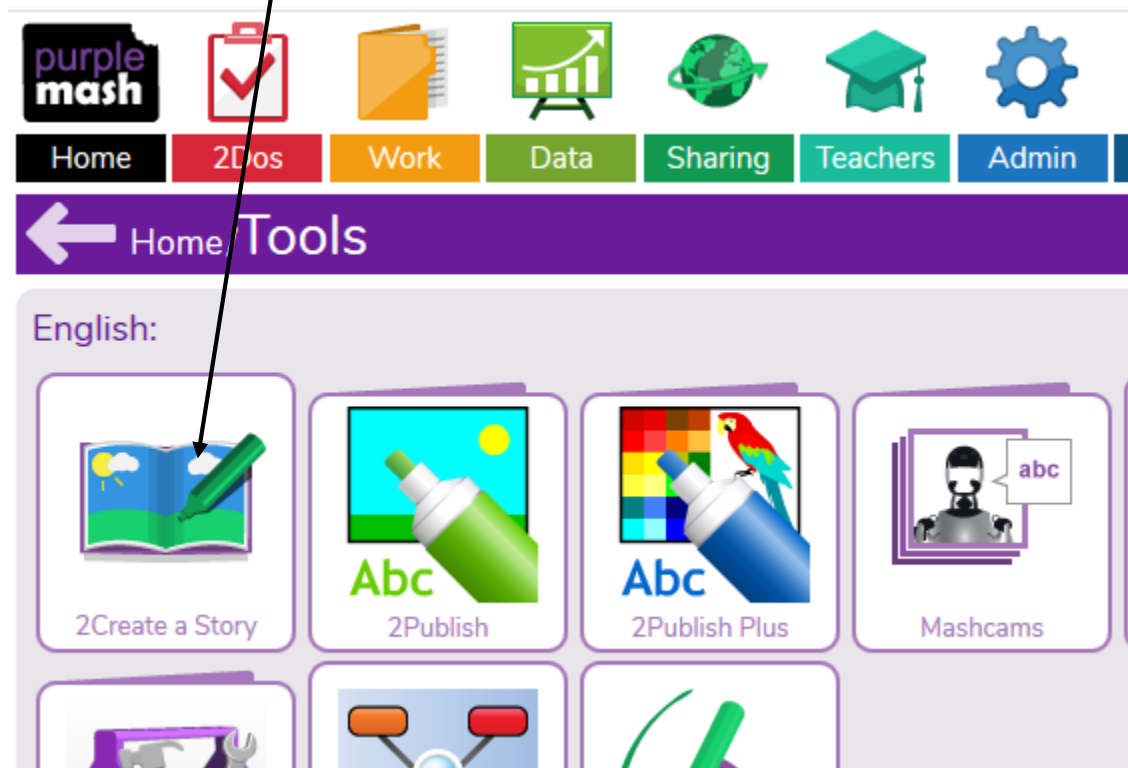 purple
mash
Home 2Dos Work Data Sharing Teachers Admin
Home/Tools
English:
abc
Abc Abc
2Create a Story 2Publish 2Publish Plus Mashcams